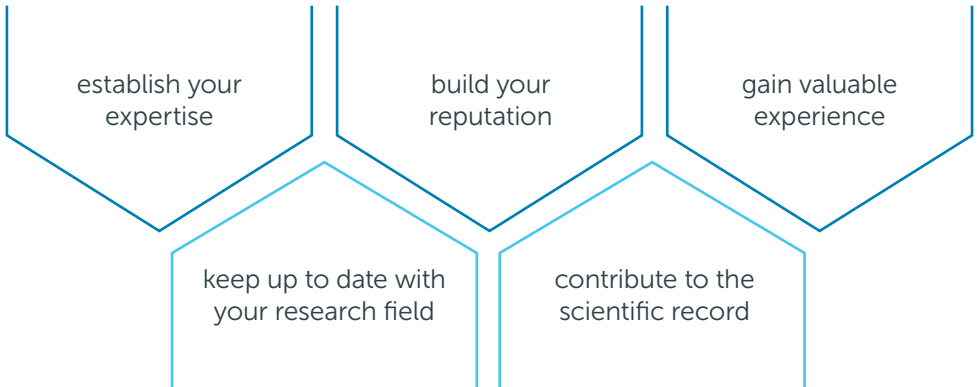 establish your
expertise
build your
reputation
gain valuable
experience
keep up to date with
your research field
contribute to the
scientific record